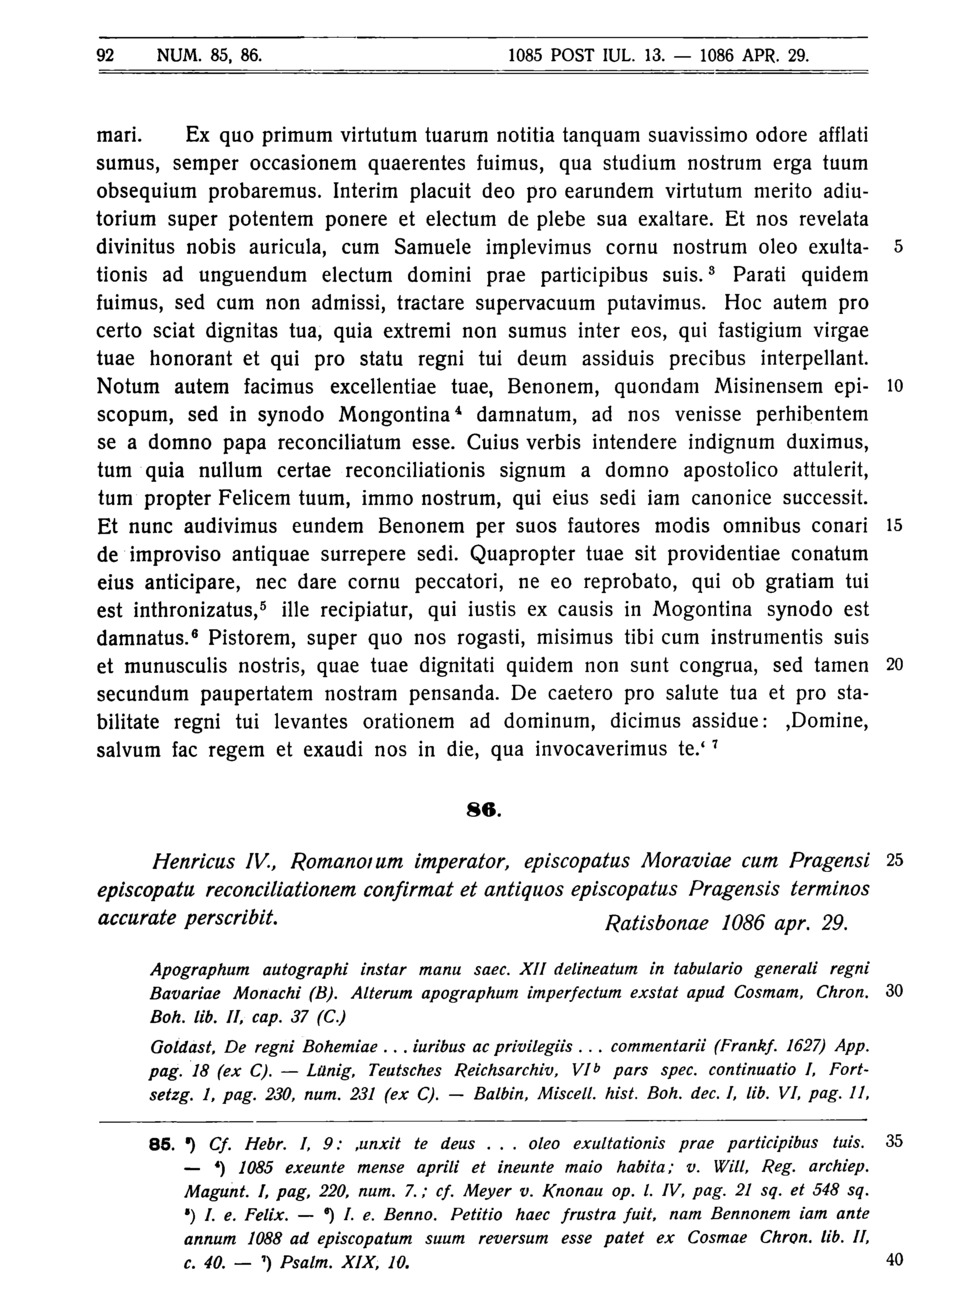 92 NUM. 85, 86. 1085 POST IUL. 13. — 1086 APR. 29.
mari. Ex quo primum virtutum tuarum notitia tanquam suavissimo odore afflati
sumus, semper occasionem quaerentes fuimus, qua studium nostrum erga tuum
obsequium probaremus. Interim placuit deo pro earundem virtutum merito adiu-
torium super potentem ponere et electum de plebe sua exaltare. Et nos revelata
divinitus nobis auricula, cum Samuele implevimus cornu nostrum oleo exulta- 5
tionis ad unguendum electum domini prae participibus suis.³ Parati quidem
fuimus, sed cum non admissi, tractare supervacuum putavimus. Hoc autem pro
certo sciat dignitas tua, quia extremi non sumus inter eos, qui fastigium virgae
tuae honorant et qui pro statu regni tui deum assiduis precibus interpellant.
Notum autem facimus excellentiae tuae, Benonem, quondam Misinensem epi- 10
scopum, sed in synodo Mongontina⁴ damnatum, ad nos venisse perhibentem
se a domno papa reconciliatum esse. Cuius verbis intendere indignum duximus,
tum quia nullum certae reconciliationis signum a domno apostolico attulerit,
tum propter Felicem tuum, immo nostrum, qui eius sedi iam canonice successit.
Et nunc audivimus eundem Benonem per suos fautores modis omnibus conari 15
de improviso antiquae surrepere sedi. Quapropter tuae sit providentiae conatum
eius anticipare, nec dare cornu peccatori, ne eo reprobato, qui ob gratiam tui
est inthronizatus,⁵ ille recipiatur, qui iustis ex causis in Mogontina synodo est
damnatus.⁶ Pistorem, super quo nos rogasti, misimus tibi cum instrumentis suis
et munusculis nostris, quae tuae dignitati quidem non sunt congrua, sed tamen 20
secundum paupertatem nostram pensanda. De caetero pro salute tua et pro sta-
bilitate regni tui levantes orationem ad dominum, dicimus assidue: ‚Domine,
salvum fac regem et exaudi nos in die, qua invocaverimus te.‘ ⁷
86.
Henricus IV., Romanorum imperator, episcopatus Moraviae cum Pragensi 25
episcopatu reconciliationem confirmat et antiquos episcopatus Pragensis terminos
accurate perscribit. Ratisbonae 1086 apr. 29.
Apographum autographi instar manu saec. XII delineatum in tabulario generali regni
Bavariae Monachi (B). Alterum apographum imperfectum exstat apud Cosmam, Chron. 30
Boh. lib. II, cap. 37 (C.)
Goldast, De regni Bohemiae . . . iuribus ac privilegiis . . . commentarii (Frankf. 1627) App.
pag. 18 (ex C). — Lünig, Teutsches Reichsarchiv, VI b pars spec. continuatio I, Fort-
setzg. 1, pag. 230, num. 231 (ex C). — Balbin, Miscell. hist. Boh. dec. I, lib. VI, pag. 11,
85. ³) Cf. Hebr. I, 9: ‚unxit te deus . . . oleo exultationis prae participibus tuis. 35
— ⁴) 1085 exeunte mense aprili et ineunte maio habita; v. Will, Reg. archiep.
Magunt. I, pag, 220, num. 7.; cf. Meyer v. Knonau op. l. IV, pag. 21 sq. et 548 sq.
⁵) I. e. Felix. — ⁶) I. e. Benno. Petitio haec frustra fuit, nam Bennonem iam ante
annum 1088 ad episcopatum suum reversum esse patet ex Cosmae Chron. lib. II,
c. 40. — ⁷) Psalm. XIX, 10. 40